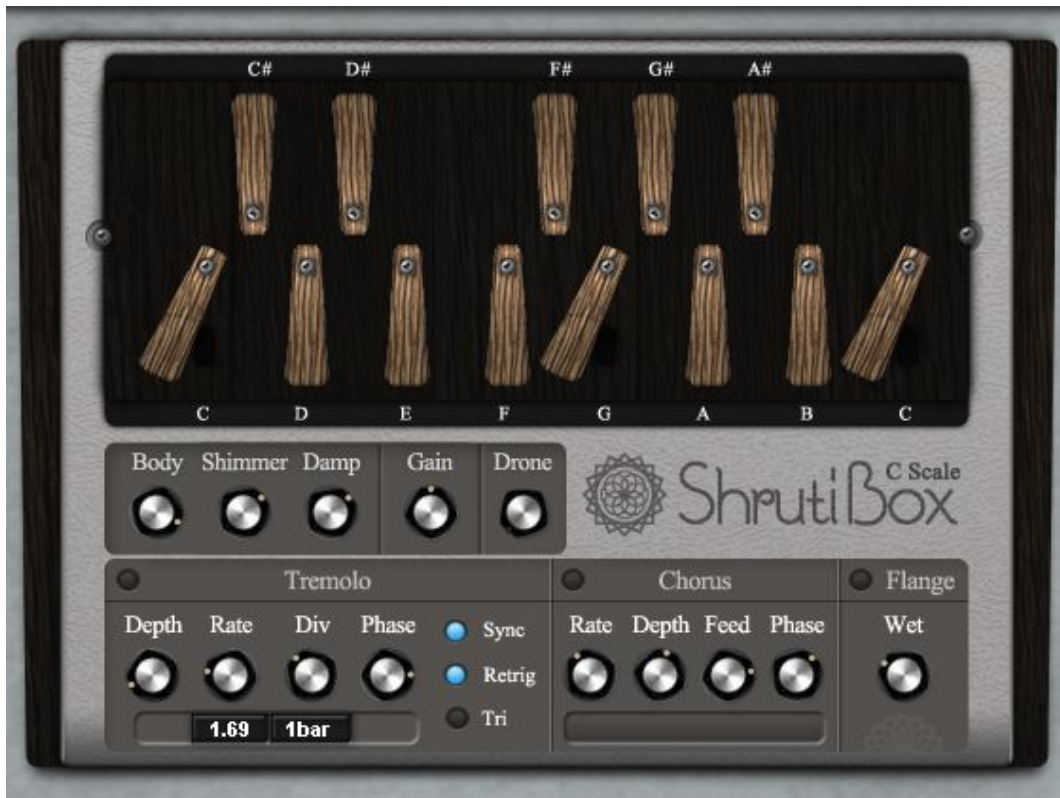 C# D# F# G# A#
C D E F G A B C
Body Shimmer Damp Gain Drone
ShrutiBox C Scale
Tremolo Chorus Flange
Depth Rate Div Phase Sync Rate Depth Feed Phase Wet
Retrig
Tri
1.69 1bar